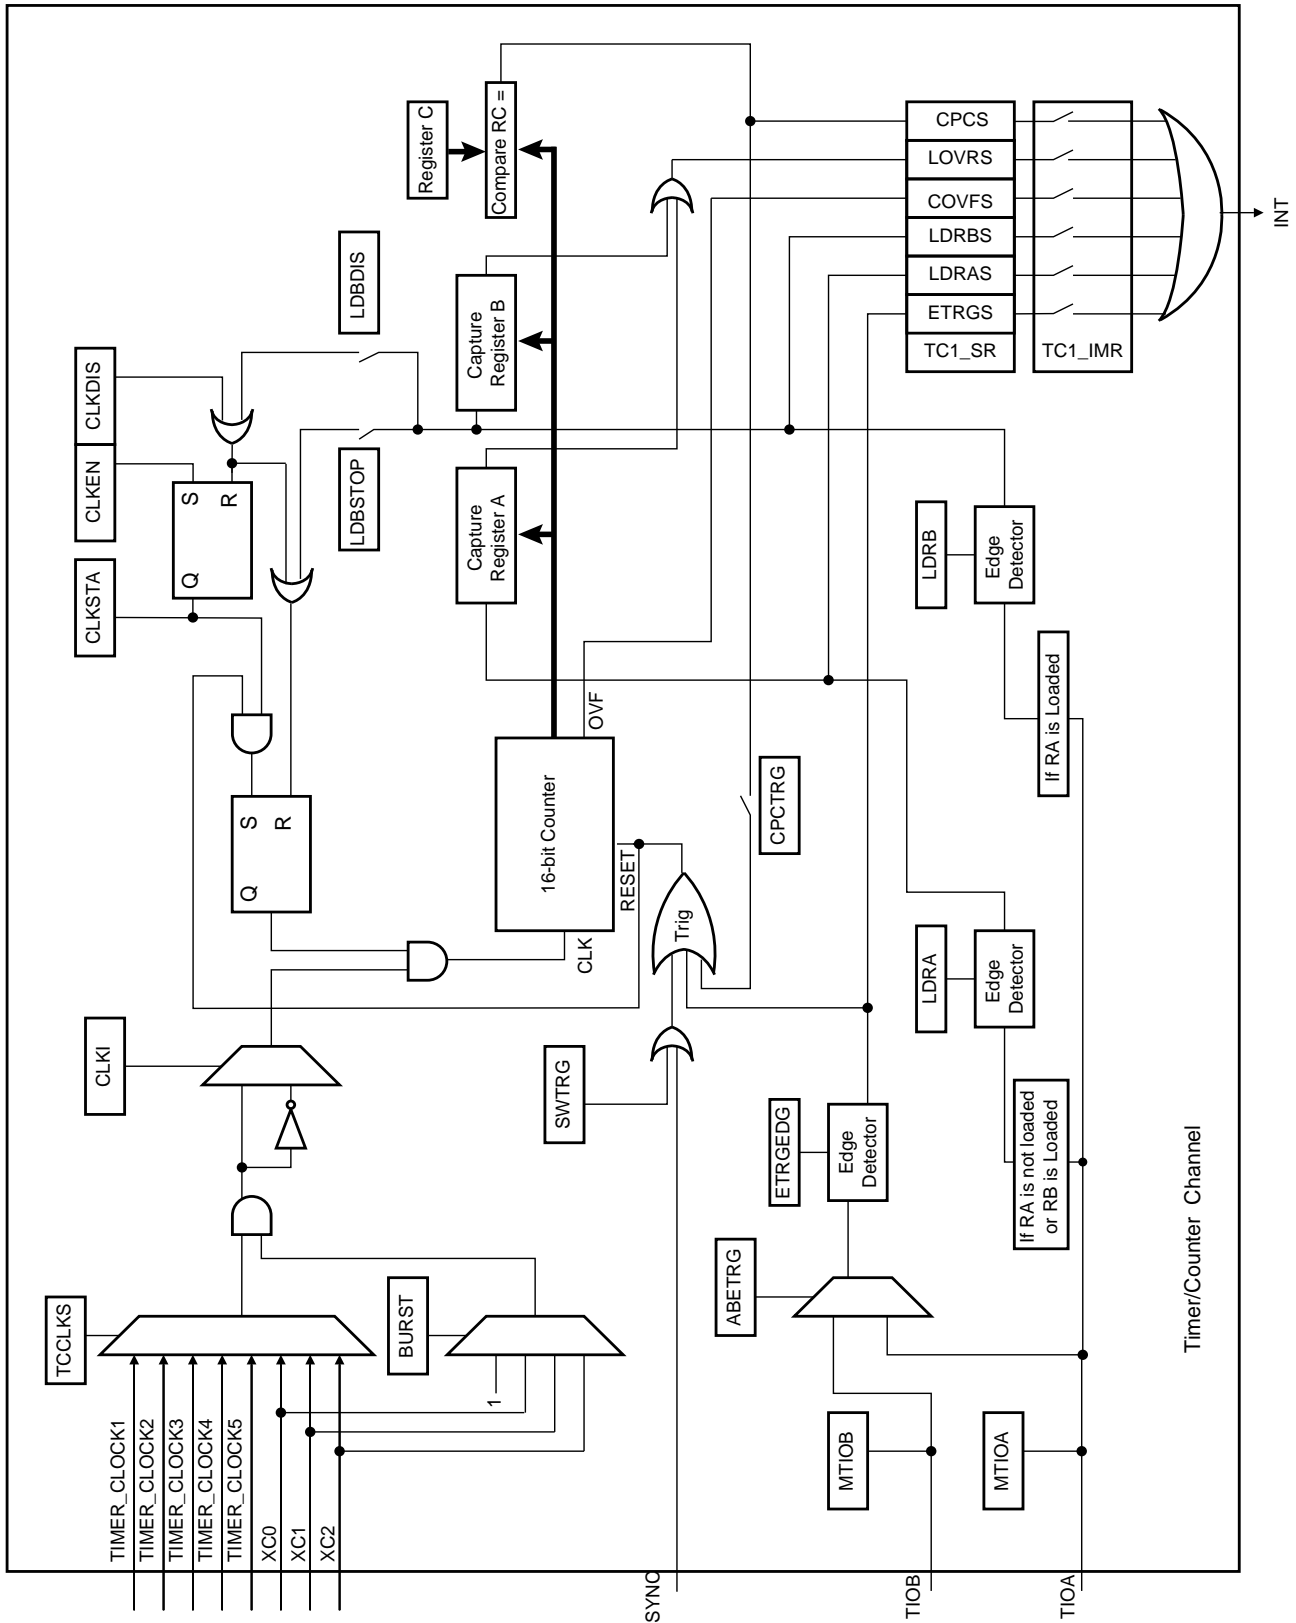 TCCLKS
TIMER_CLOCK1
TIMER_CLOCK2
TIMER_CLOCK3
TIMER_CLOCK4
TIMER_CLOCK5
XC0
XC1
XC2
BURST
1
CLKI
CLKSTA
CLKEN
CLKDIS
Q
S
R
Q
S
R
LDBSTOP
LDBDIS
Register C
Capture
Register A
Capture
Register B
Compare RC =
16-bit Counter
CLK
OVF
RESET
Trig
SWTRG
CPCTRG
SYNC
ABETRG
ETRGEDG
Edge
Detector
MTIOB
TIOB
MTIOA
TIOA
LDRA
Edge
Detector
If RA is not loaded
or RB is Loaded
LDRB
Edge
Detector
If RA is Loaded
CPCS
LOVRS
COVFS
LDRBS
LDRAS
ETRGS
TC1_SR
TC1_IMR
INT
Timer/Counter Channel